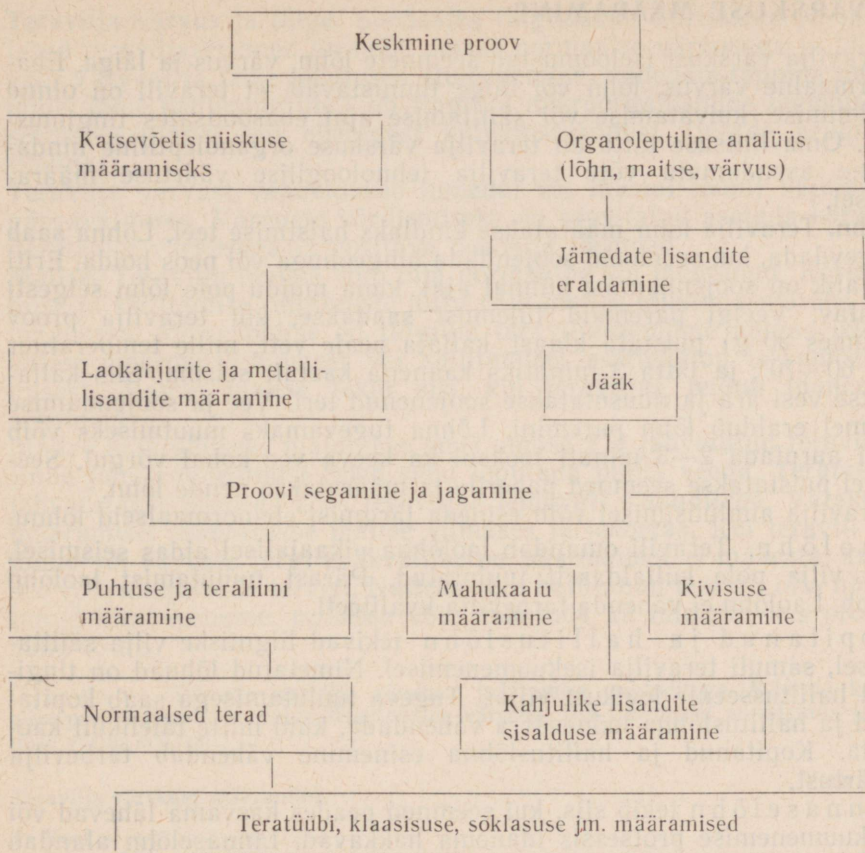 Keskmine proov
Katsevõetis niiskuse
määramiseks
Organoleptiline analüüs
(lõhn, maitse, värvus)
Jämedate lisandite
eraldamine
Laokahjurite ja metalli-
lisandite määramine
Jääk
Proovi segamine ja jagamine
Puhtuse ja teraliimi
määramine
Mahukaaiu
määramine
Kivisuse
määramine
Normaalsed terad
Kahjulike lisandite
sisalduse määramine
Teratüübi, klaasisuse, sõklasuse j.m. määramised